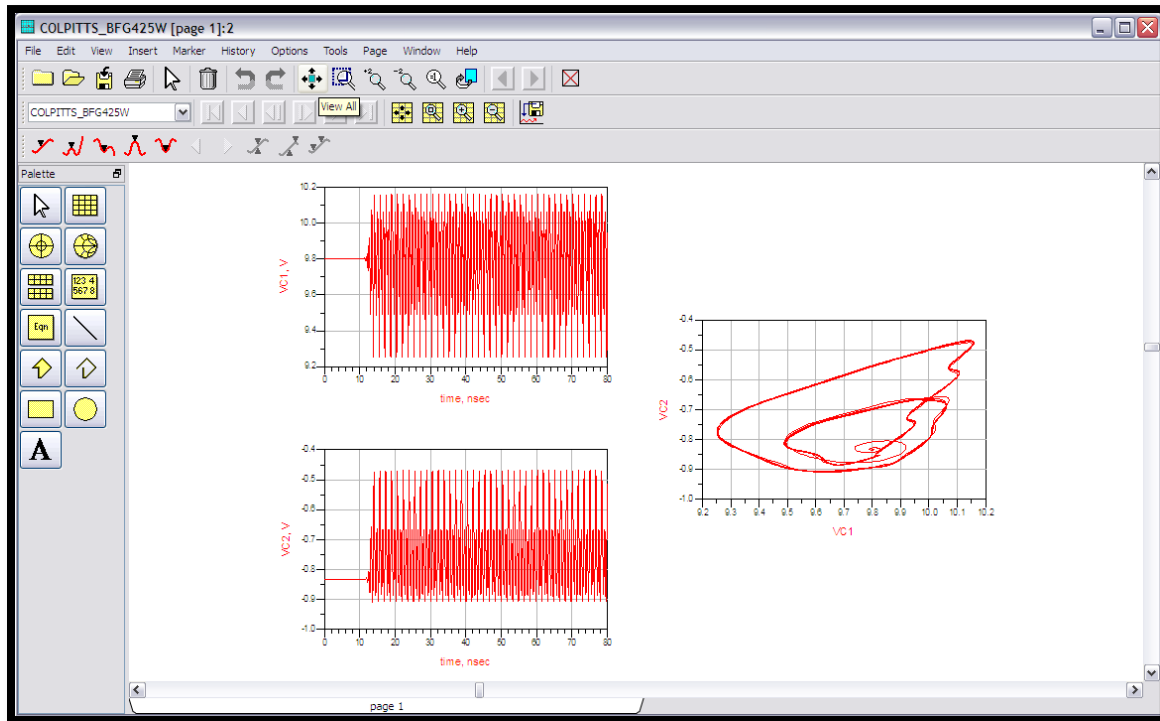 COLPITTS_BFG425W [page 1]:2
File Edit View Insert Marker History Options Tools Page Window Help
+2 -2
COLPITTS_BFG425W
View All
Palette
123 4
567 8
Eqn
A
10.2
10.0
9.8
9.6
9.4
9.2
VC1, V
0 10 20 30 40 50 60 70 80
time, nsec
-0.4
-0.5
-0.6
-0.7
-0.8
-0.9
-1.0
VC2, V
0 10 20 30 40 50 60 70 80
time, nsec
-0.4
-0.5
-0.6
-0.7
-0.8
-0.9
-1.0
VC2
9.2 9.3 9.4 9.5 9.6 9.7 9.8 9.9 10.0 10.1 10.2
VC1
page 1